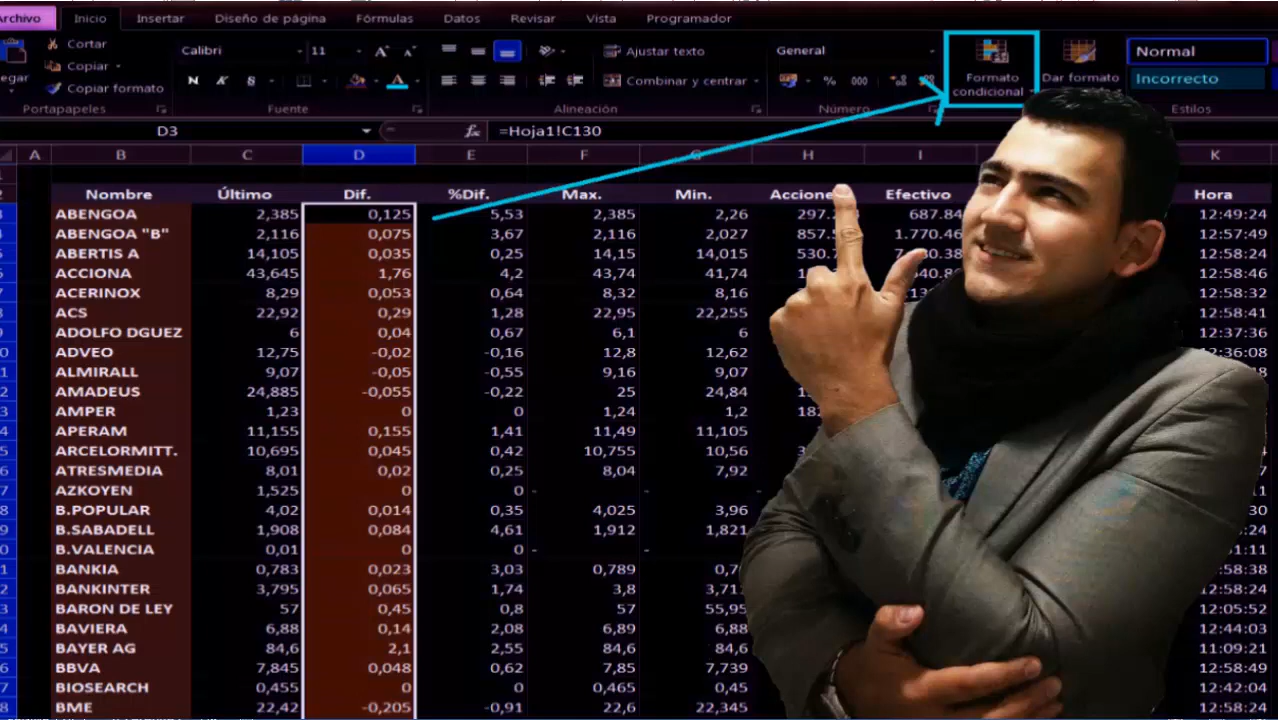 Archivo Inicio Insertar Diseño de página Fórmulas Datos Revisar Vista Programador
Cortar
Copiar
Copiar formato
Portapapeles
Calibri 11
N K S
Fuente
Ajustar texto
Combinar y centrar
Alineación
General
% 000
Número
Formato condicional
Dar formato
Normal
Incorrecto
Estilos
D3 fx =Hoja1!C130
A B C D E F G H I K
Nombre Último Dif. %Dif. Max. Min. Accione Efectivo Hora
ABENGOA 2,385 0,125 5,53 2,385 2,26 297. 687.84 12:49:24
ABENGOA "B" 2,116 0,075 3,67 2,116 2,027 857. 1.770.46 12:57:49
ABERTIS A 14,105 0,035 0,25 14,15 14,015 530. 12:58:24
ACCIONA 43,645 1,76 4,2 43,74 41,74 12:58:46
ACERINOX 8,29 0,053 0,64 8,32 8,16 12:58:32
ACS 22,92 0,29 1,28 22,95 22,255 12:58:41
ADOLFO DGUEZ 6 0,04 0,67 6,1 6 12:37:36
ADVEO 12,75 -0,02 -0,16 12,8 12,62 12:36:08
ALMIRALL 9,07 -0,05 -0,55 9,16 9,07
AMADEUS 24,885 -0,055 -0,22 25 24,84
AMPER 1,23 0 0 1,24 1,2
APERAM 11,155 0,155 1,41 11,49 11,105
ARCELORMITT. 10,695 0,045 0,42 10,755 10,56
ATRESMEDIA 8,01 0,02 0,25 8,04 7,92
AZKOYEN 1,525 0 0 - -
B.POPULAR 4,02 0,014 0,35 4,025 3,96
B.SABADELL 1,908 0,084 4,61 1,912 1,821
B.VALENCIA 0,01 0 0 - -
BANKIA 0,783 0,023 3,03 0,789 0,7 :58:38
BANKINTER 3,795 0,065 1,74 3,8 3,71 12:58:24
BARON DE LEY 57 0,45 0,8 57 55,95 12:05:52
BAVIERA 6,88 0,14 2,08 6,89 6,88 12:44:03
BAYER AG 84,6 2,1 2,55 84,6 84,6 11:09:21
BBVA 7,845 0,048 0,62 7,85 7,739 12:58:49
BIOSEARCH 0,455 0 0 0,465 0,45 12:42:04
BME 22,42 -0,205 -0,91 22,6 22,345 12:58:24